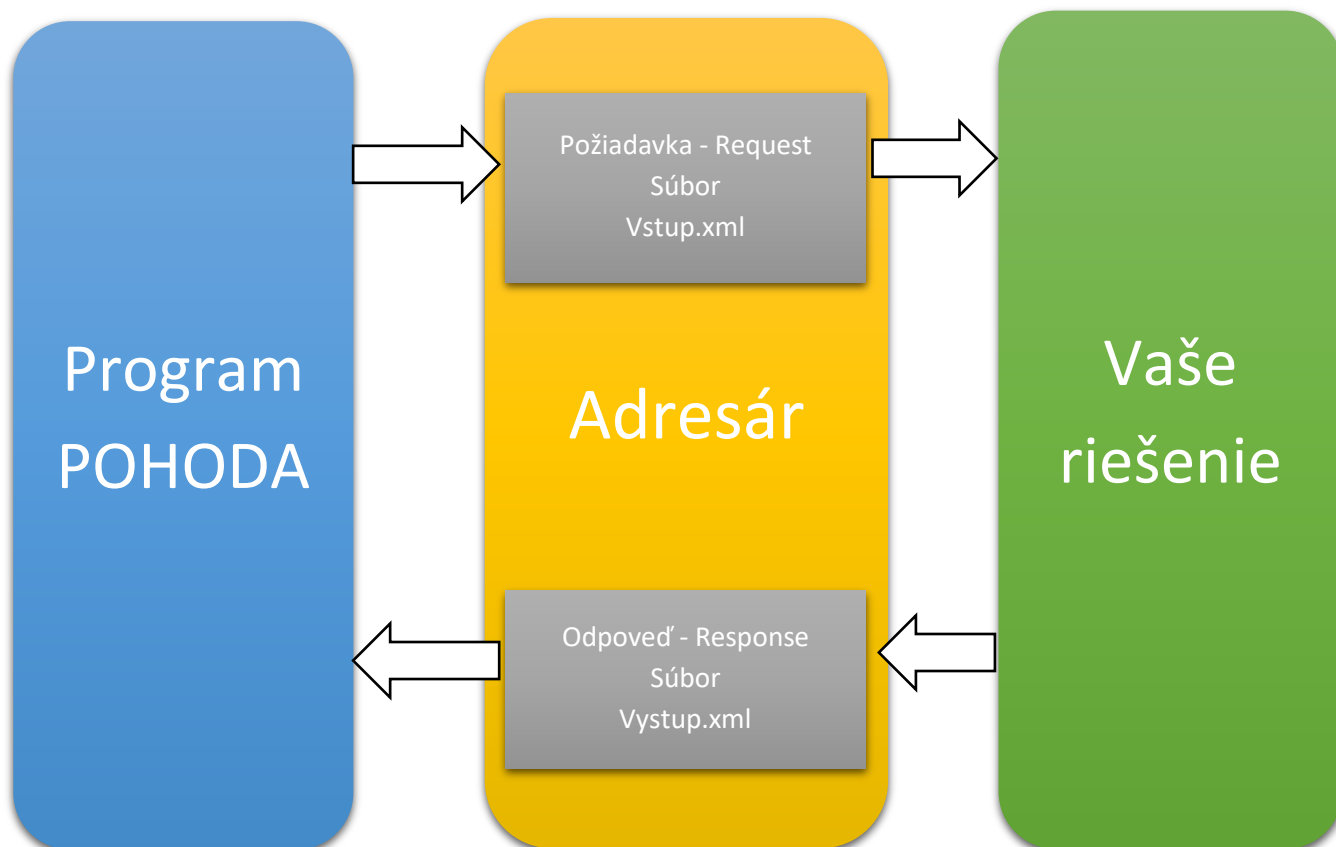 Program
POHODA
Požiadavka - Request
Súbor
Vstup.xml
Adresár
Odpoveď - Response
Súbor
Vystup.xml
Vaše
riešenie